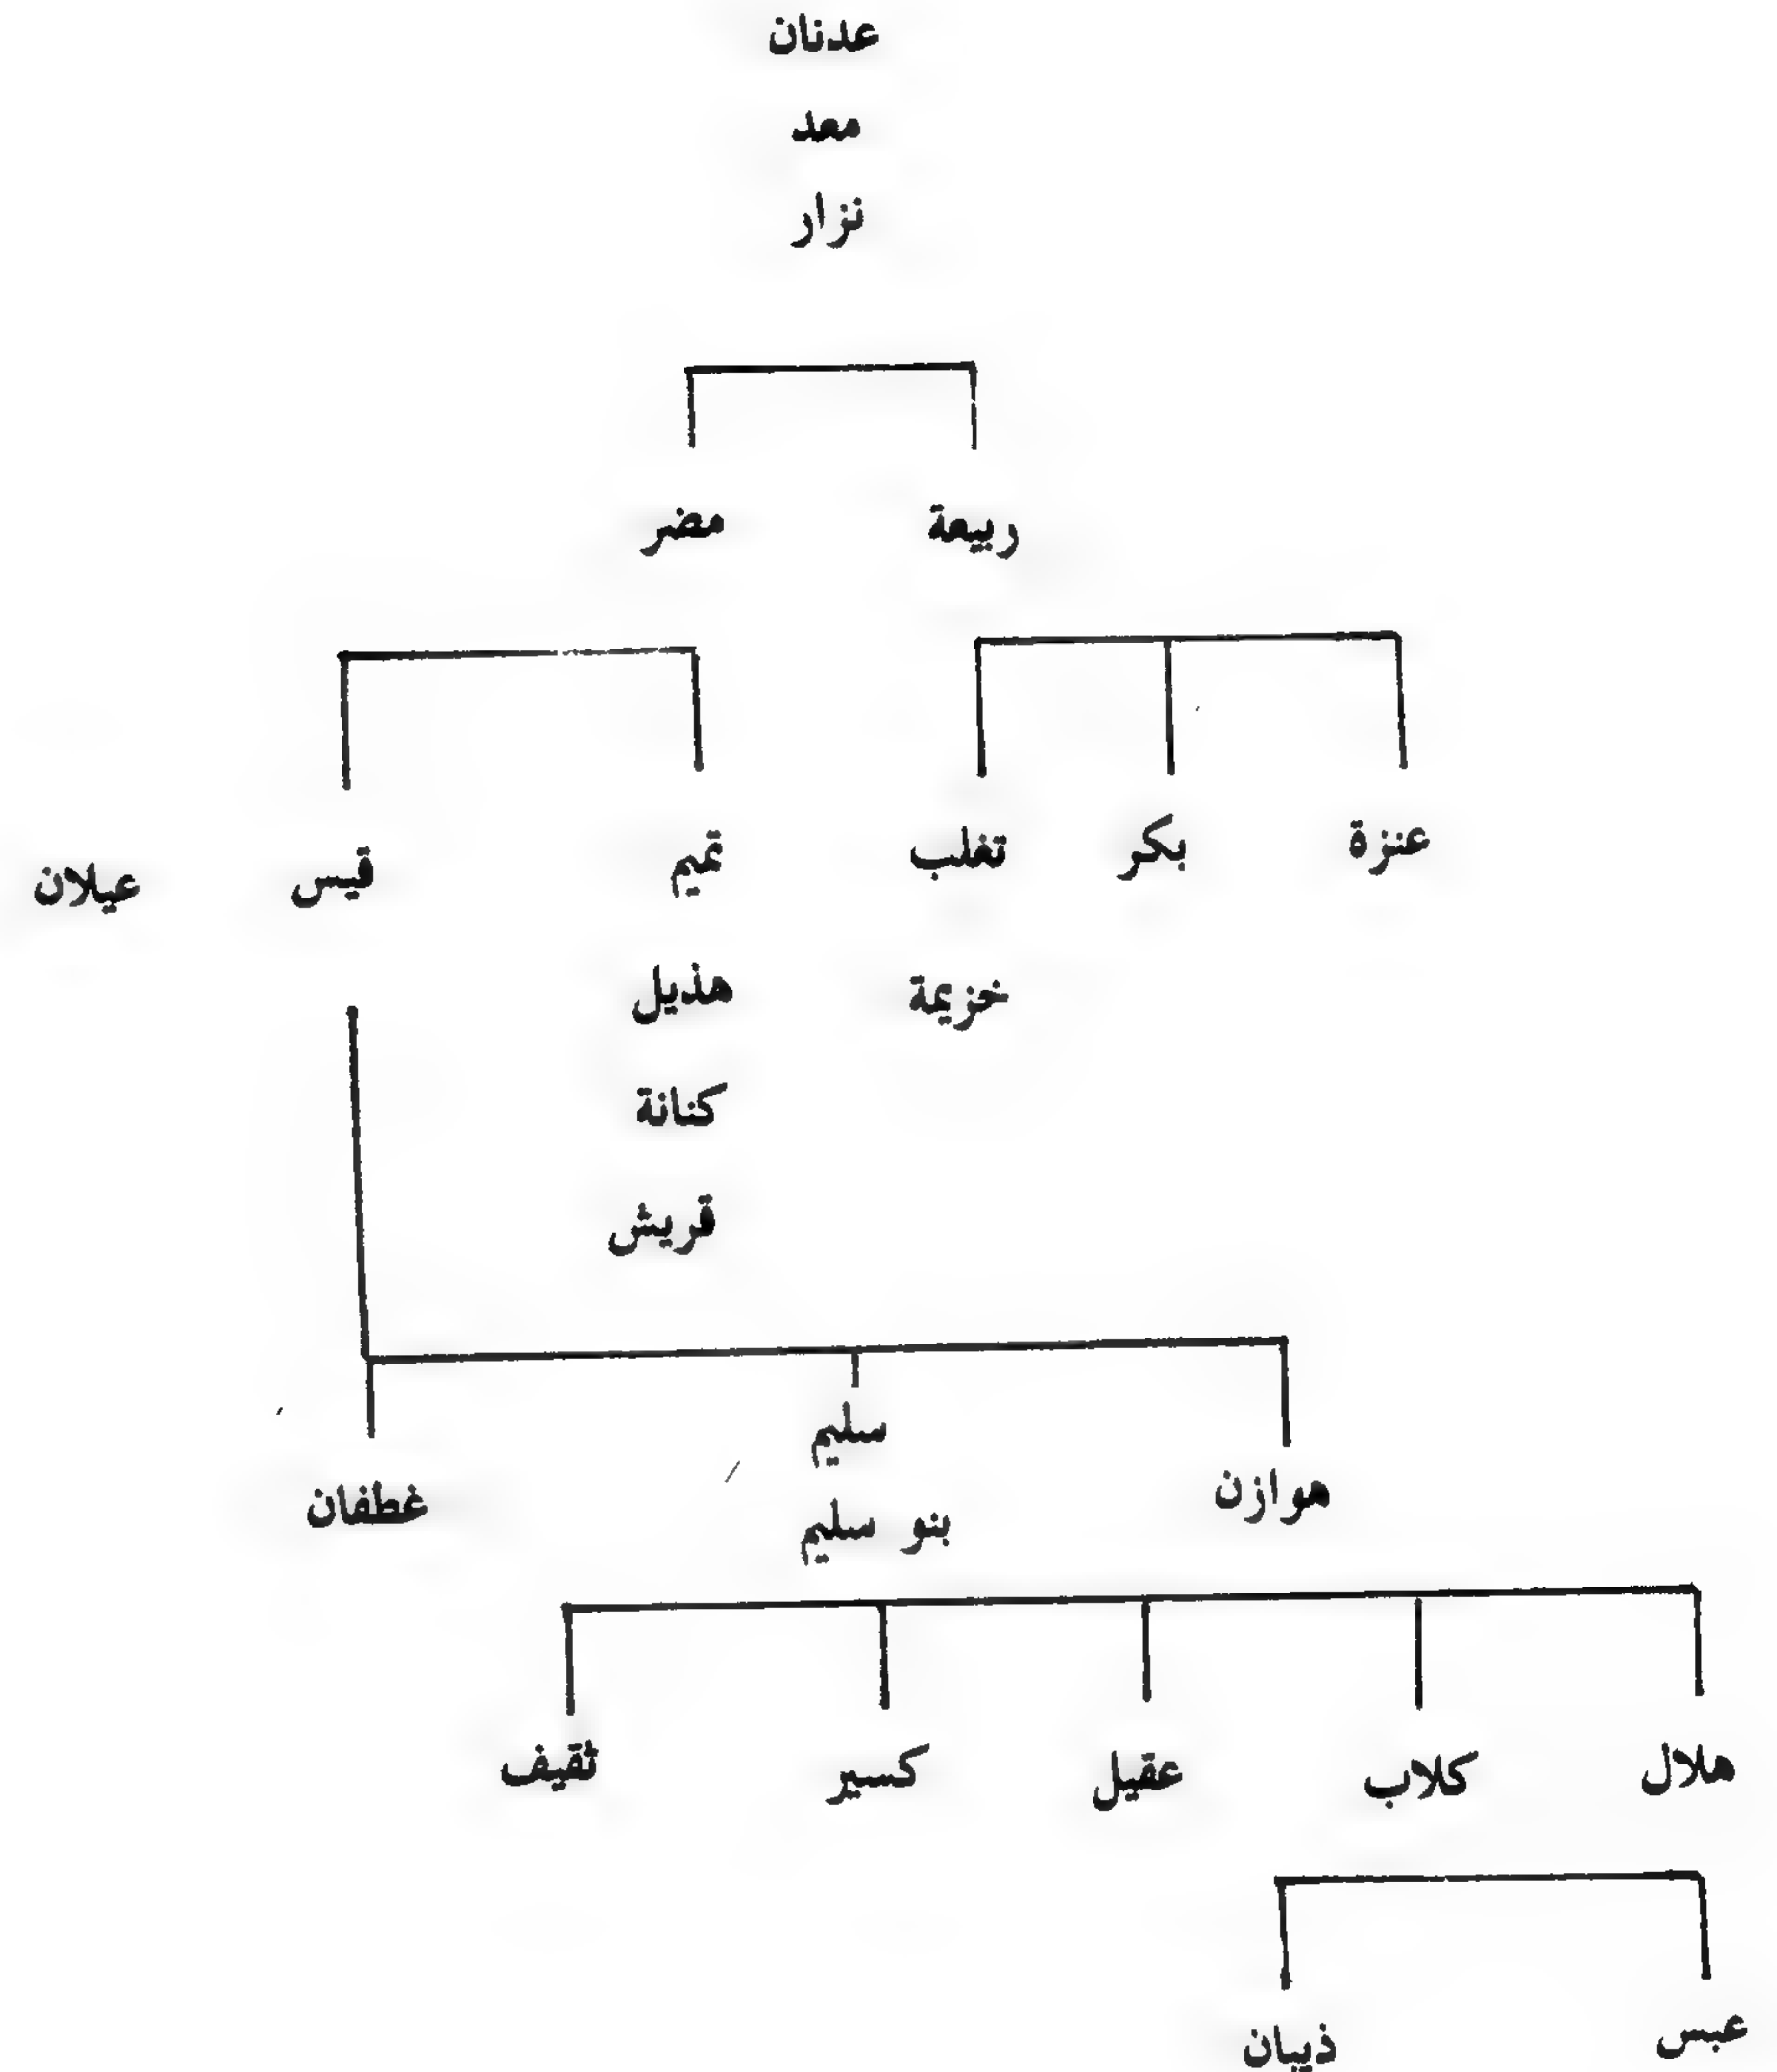 عدنان
معد
نزار
ربيعة مضر
عنزة بكر تغلب تميم قيس عيلان
خزيمة هذيل
كنانة
قريش
هوازن سليم غطفان
بنو سليم
هلال كلاب عقيل كسير ثقيف
عبس ذبيان